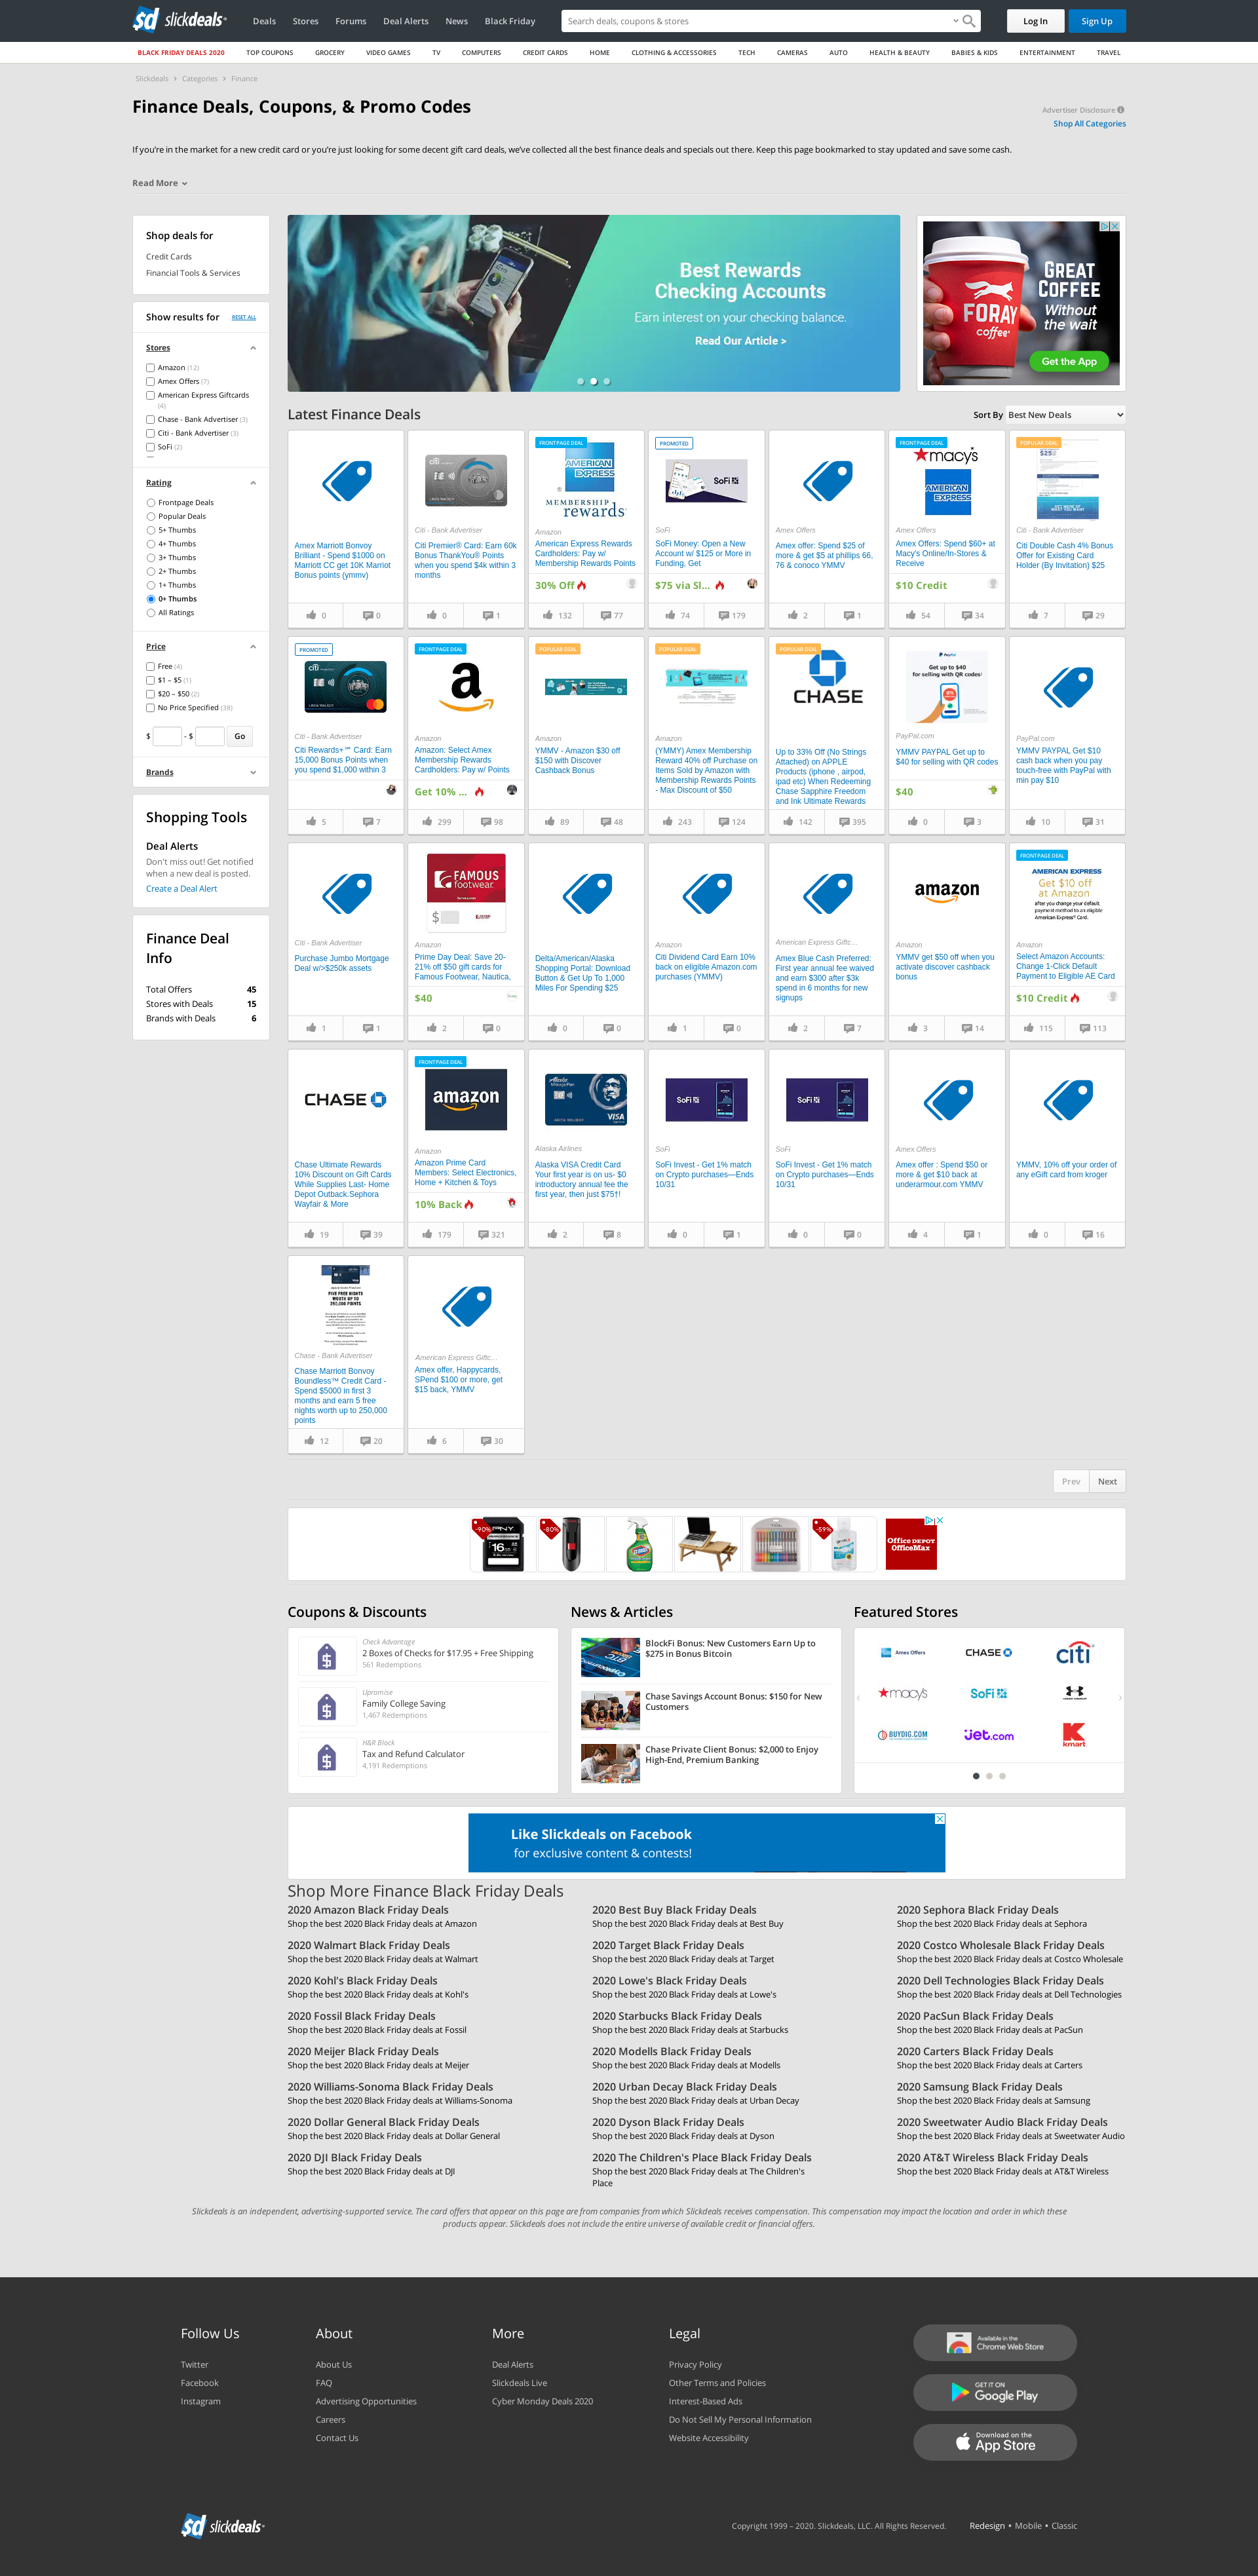 slickdeals
Deals Stores Forums Deal Alerts News Black Friday
Search deals, coupons & stores
Log In
Sign Up
BLACK FRIDAY DEALS 2020 TOP COUPONS GROCERY VIDEO GAMES TV COMPUTERS CREDIT CARDS HOME CLOTHING & ACCESSORIES TECH CAMERAS AUTO HEALTH & BEAUTY BABIES & KIDS ENTERTAINMENT TRAVEL
Slickdeals > Categories > Finance
Finance Deals, Coupons, & Promo Codes
Advertiser Disclosure
Shop All Categories
If you're in the market for a new credit card or you're just looking for some decent gift card deals, we've collected all the best finance deals and specials out there. Keep this page bookmarked to stay updated and save some cash.
Read More
Shop deals for
Credit Cards
Financial Tools & Services
Show results for RESET ALL
Stores
Amazon (12)
Amex Offers (7)
American Express Giftcards
(4)
Chase - Bank Advertiser (3)
Citi - Bank Advertiser (3)
SoFi (2)
Rating
Frontpage Deals
Popular Deals
5+ Thumbs
4+ Thumbs
3+ Thumbs
2+ Thumbs
1+ Thumbs
0+ Thumbs
All Ratings
Price
Free (4)
$1 – $5 (1)
$20 – $50 (2)
No Price Specified (38)
$ - $ Go
Brands
Shopping Tools
Deal Alerts
Don't miss out! Get notified
when a new deal is posted.
Create a Deal Alert
Finance Deal
Info
Total Offers 45
Stores with Deals 15
Brands with Deals 6
Best Rewards
Checking Accounts
Earn interest on your checking balance.
Read Our Article >
GREAT
COFFEE
Without
the wait
FORAY
coffee
Get the App
Latest Finance Deals
Sort By Best New Deals
Amex Marriott Bonvoy
Brilliant - Spend $1000 on
Marriott CC get 10K Marriot
Bonus points (ymmv)
0 0
Citi - Bank Advertiser
Citi Premier® Card: Earn 60k
Bonus ThankYou® Points
when you spend $4k within 3
months
0 1
FRONTPAGE DEAL
AMERICAN EXPRESS
MEMBERSHIP
rewards
Amazon
American Express Rewards
Cardholders: Pay w/
Membership Rewards Points
30% Off
132 77
PROMOTED
SoFi
SoFi
SoFi Money: Open a New
Account w/ $125 or More in
Funding, Get
$75 via Sl...
74 179
Amex Offers
Amex offer: Spend $25 of
more & get $5 at phillips 66,
76 & conoco YMMV
2 1
FRONTPAGE DEAL
macys
AMERICAN EXPRESS
Amex Offers
Amex Offers: Spend $60+ at
Macy's Online/In-Stores &
Receive
$10 Credit
54 34
POPULAR DEAL
$25
Citi - Bank Advertiser
Citi Double Cash 4% Bonus
Offer for Existing Card
Holder (By Invitation) $25
7 29
PROMOTED
citi
Citi - Bank Advertiser
Citi Rewards+℠ Card: Earn
15,000 Bonus Points when
you spend $1,000 within 3
5 7
FRONTPAGE DEAL
Amazon
Amazon: Select Amex
Membership Rewards
Cardholders: Pay w/ Points
Get 10% ...
299 98
POPULAR DEAL
Amazon
YMMV - Amazon $30 off
$150 with Discover
Cashback Bonus
89 48
POPULAR DEAL
Amazon
(YMMY) Amex Membership
Reward 40% off Purchase on
Items Sold by Amazon with
Membership Rewards Points
- Max Discount of $50
243 124
POPULAR DEAL
CHASE
Up to 33% Off (No Strings
Attached) on APPLE
Products (iphone , airpod,
ipad etc) When Redeeming
Chase Sapphire Freedom
and Ink Ultimate Rewards
142 395
PayPal
Get up to $40
for selling with QR codes
PayPal.com
YMMV PAYPAL Get up to
$40 for selling with QR codes
$40
0 3
PayPal.com
YMMV PAYPAL Get $10
cash back when you pay
touch-free with PayPal with
min pay $10
10 31
Citi - Bank Advertiser
Purchase Jumbo Mortgage
Deal w/>$250k assets
1 1
FAMOUS
footwear
$
Amazon
Prime Day Deal: Save 20-
21% off $50 gift cards for
Famous Footwear, Nautica,
$40
2 0
Delta/American/Alaska
Shopping Portal: Download
Button & Get Up To 1,000
Miles For Spending $25
0 0
Amazon
Citi Dividend Card Earn 10%
back on eligible Amazon.com
purchases (YMMV)
1 0
American Express Giftc...
Amex Blue Cash Preferred:
First year annual fee waived
and earn $300 after $3k
spend in 6 months for new
signups
2 7
amazon
Amazon
YMMV get $50 off when you
activate discover cashback
bonus
3 14
FRONTPAGE DEAL
AMERICAN EXPRESS
Get $10 off
at Amazon
after you change your default
payment method to an eligible
American Express® Card.
Amazon
Select Amazon Accounts:
Change 1-Click Default
Payment to Eligible AE Card
$10 Credit
115 113
CHASE
Chase Ultimate Rewards
10% Discount on Gift Cards
While Supplies Last- Home
Depot Outback.Sephora
Wayfair & More
19 39
FRONTPAGE DEAL
amazon
Amazon
Amazon Prime Card
Members: Select Electronics,
Home + Kitchen & Toys
10% Back
179 321
Alaska
Alaska Airlines
Alaska VISA Credit Card
Your first year is on us- $0
introductory annual fee the
first year, then just $75†!
2 8
SoFi
SoFi
SoFi Invest - Get 1% match
on Crypto purchases—Ends
10/31
0 1
SoFi
SoFi
SoFi Invest - Get 1% match
on Crypto purchases—Ends
10/31
0 0
Amex Offers
Amex offer : Spend $50 or
more & get $10 back at
underarmour.com YMMV
4 1
YMMV, 10% off your order of
any eGift card from kroger
0 16
FIVE FREE NIGHTS
WORTH UP TO
250,000 POINTS
Chase - Bank Advertiser
Chase Marriott Bonvoy
Boundless™ Credit Card -
Spend $5000 in first 3
months and earn 5 free
nights worth up to 250,000
points
12 20
American Express Giftc...
Amex offer, Happycards,
SPend $100 or more, get
$15 back, YMMV
6 30
Prev Next
-90% PNY 16 -80% -59% Office DEPOT
OfficeMax
Coupons & Discounts
Check Advantage
2 Boxes of Checks for $17.95 + Free Shipping
561 Redemptions
Upromise
Family College Saving
1,467 Redemptions
H&R Block
Tax and Refund Calculator
4,191 Redemptions
News & Articles
BlockFi Bonus: New Customers Earn Up to
$275 in Bonus Bitcoin
Chase Savings Account Bonus: $150 for New
Customers
Chase Private Client Bonus: $2,000 to Enjoy
High-End, Premium Banking
Featured Stores
Amex Offers CHASE citi
macys SoFi UNDER ARMOUR
BUYDIG.COM jet.com kmart
Like Slickdeals on Facebook
for exclusive content & contests!
Shop More Finance Black Friday Deals
2020 Amazon Black Friday Deals
Shop the best 2020 Black Friday deals at Amazon
2020 Best Buy Black Friday Deals
Shop the best 2020 Black Friday deals at Best Buy
2020 Sephora Black Friday Deals
Shop the best 2020 Black Friday deals at Sephora
2020 Walmart Black Friday Deals
Shop the best 2020 Black Friday deals at Walmart
2020 Target Black Friday Deals
Shop the best 2020 Black Friday deals at Target
2020 Costco Wholesale Black Friday Deals
Shop the best 2020 Black Friday deals at Costco Wholesale
2020 Kohl's Black Friday Deals
Shop the best 2020 Black Friday deals at Kohl's
2020 Lowe's Black Friday Deals
Shop the best 2020 Black Friday deals at Lowe's
2020 Dell Technologies Black Friday Deals
Shop the best 2020 Black Friday deals at Dell Technologies
2020 Fossil Black Friday Deals
Shop the best 2020 Black Friday deals at Fossil
2020 Starbucks Black Friday Deals
Shop the best 2020 Black Friday deals at Starbucks
2020 PacSun Black Friday Deals
Shop the best 2020 Black Friday deals at PacSun
2020 Meijer Black Friday Deals
Shop the best 2020 Black Friday deals at Meijer
2020 Modells Black Friday Deals
Shop the best 2020 Black Friday deals at Modells
2020 Carters Black Friday Deals
Shop the best 2020 Black Friday deals at Carters
2020 Williams-Sonoma Black Friday Deals
Shop the best 2020 Black Friday deals at Williams-Sonoma
2020 Urban Decay Black Friday Deals
Shop the best 2020 Black Friday deals at Urban Decay
2020 Samsung Black Friday Deals
Shop the best 2020 Black Friday deals at Samsung
2020 Dollar General Black Friday Deals
Shop the best 2020 Black Friday deals at Dollar General
2020 Dyson Black Friday Deals
Shop the best 2020 Black Friday deals at Dyson
2020 Sweetwater Audio Black Friday Deals
Shop the best 2020 Black Friday deals at Sweetwater Audio
2020 DJI Black Friday Deals
Shop the best 2020 Black Friday deals at DJI
2020 The Children's Place Black Friday Deals
Shop the best 2020 Black Friday deals at The Children's
Place
2020 AT&T Wireless Black Friday Deals
Shop the best 2020 Black Friday deals at AT&T Wireless
Slickdeals is an independent, advertising-supported service. The card offers that appear on this page are from companies from which Slickdeals receives compensation. This compensation may impact the location and order in which these
products appear. Slickdeals does not include the entire universe of available credit or financial offers.
Follow Us
Twitter
Facebook
Instagram
About
About Us
FAQ
Advertising Opportunities
Careers
Contact Us
More
Deal Alerts
Slickdeals Live
Cyber Monday Deals 2020
Legal
Privacy Policy
Other Terms and Policies
Interest-Based Ads
Do Not Sell My Personal Information
Website Accessibility
Available in the
Chrome Web Store
GET IT ON
Google Play
Download on the
App Store
slickdeals
Copyright 1999 – 2020. Slickdeals, LLC. All Rights Reserved.
Redesign • Mobile • Classic